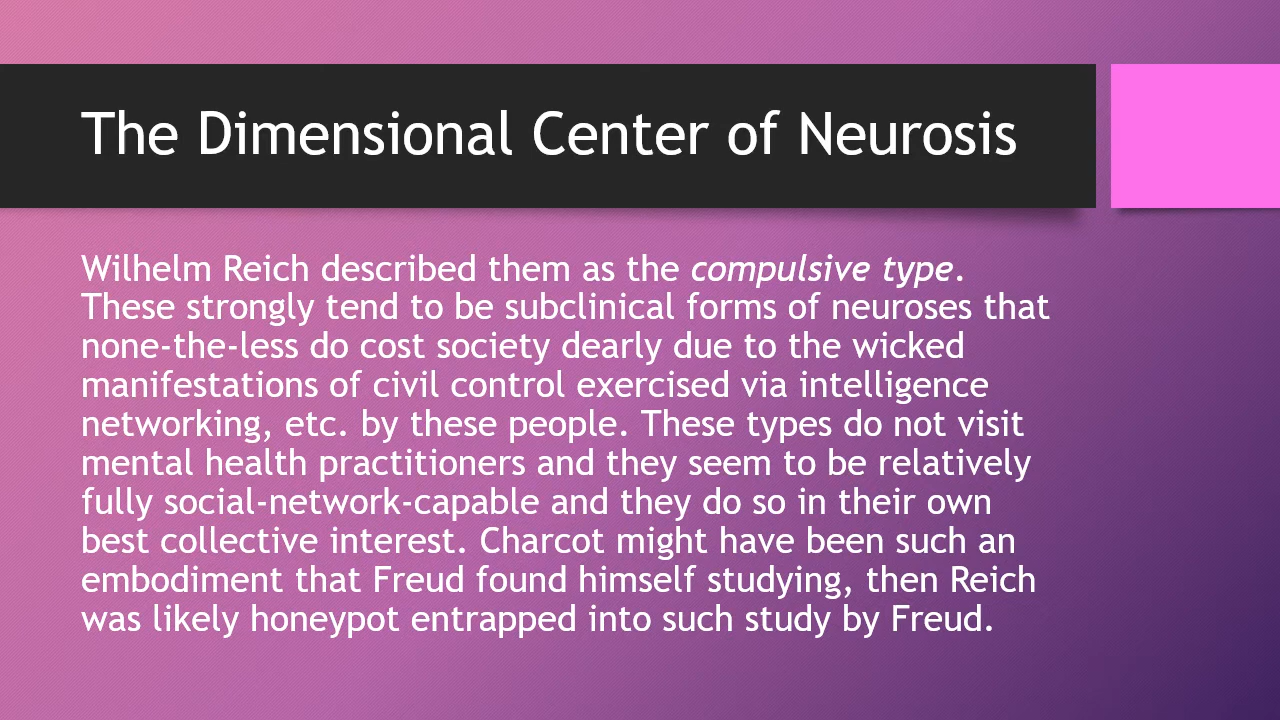 The Dimensional Center of Neurosis
Wilhelm Reich described them as the compulsive type.
These strongly tend to be subclinical forms of neuroses that
none-the-less do cost society dearly due to the wicked
manifestations of civil control exercised via intelligence
networking, etc. by these people. These types do not visit
mental health practitioners and they seem to be relatively
fully social-network-capable and they do so in their own
best collective interest. Charcot might have been such an
embodiment that Freud found himself studying, then Reich
was likely honeypot entrapped into such study by Freud.